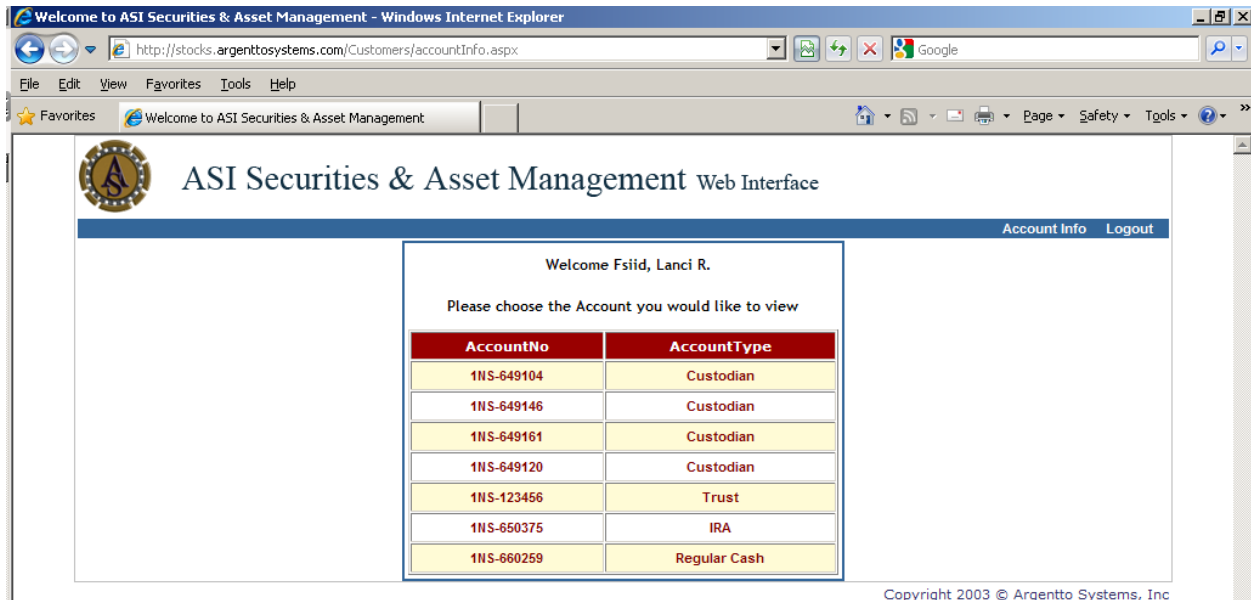 Welcome to ASI Securities & Asset Management - Windows Internet Explorer
http://stocks.argenttosystems.com/Customers/accountInfo.aspx Google
File Edit View Favorites Tools Help
Favorites Welcome to ASI Securities & Asset Management Page Safety Tools »
ASI Securities & Asset Management Web Interface
Account Info Logout
Welcome Fsiid, Lanci R.
Please choose the Account you would like to view
AccountNo AccountType
1NS-649104 Custodian
1NS-649146 Custodian
1NS-649161 Custodian
1NS-649120 Custodian
1NS-123456 Trust
1NS-650375 IRA
1NS-660259 Regular Cash
Copyright 2003 © Argentto Systems, Inc